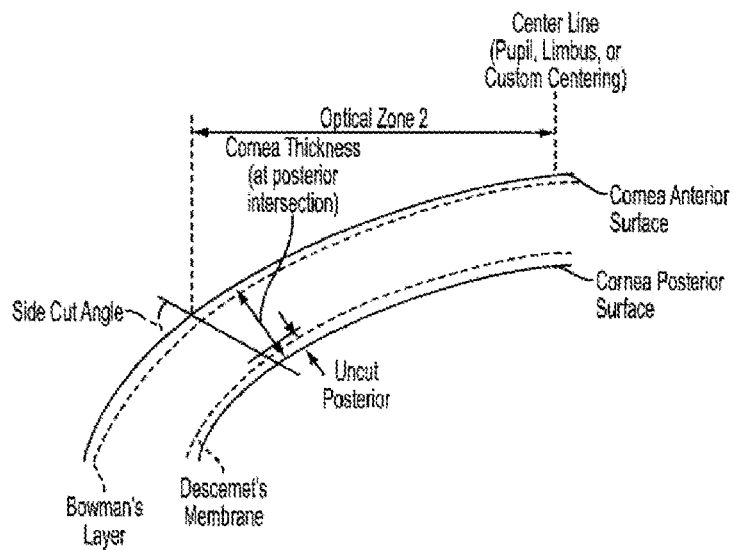 Center Line
(Pupil, Limbus, or
Custom Centering)
Optical Zone 2
Cornea Thickness
(at posterior
intersection)
Cornea Anterior
Surface
Cornea Posterior
Surface
Side Cut Angle
Uncut
Posterior
Bowman's
Layer
Descemet's
Membrane